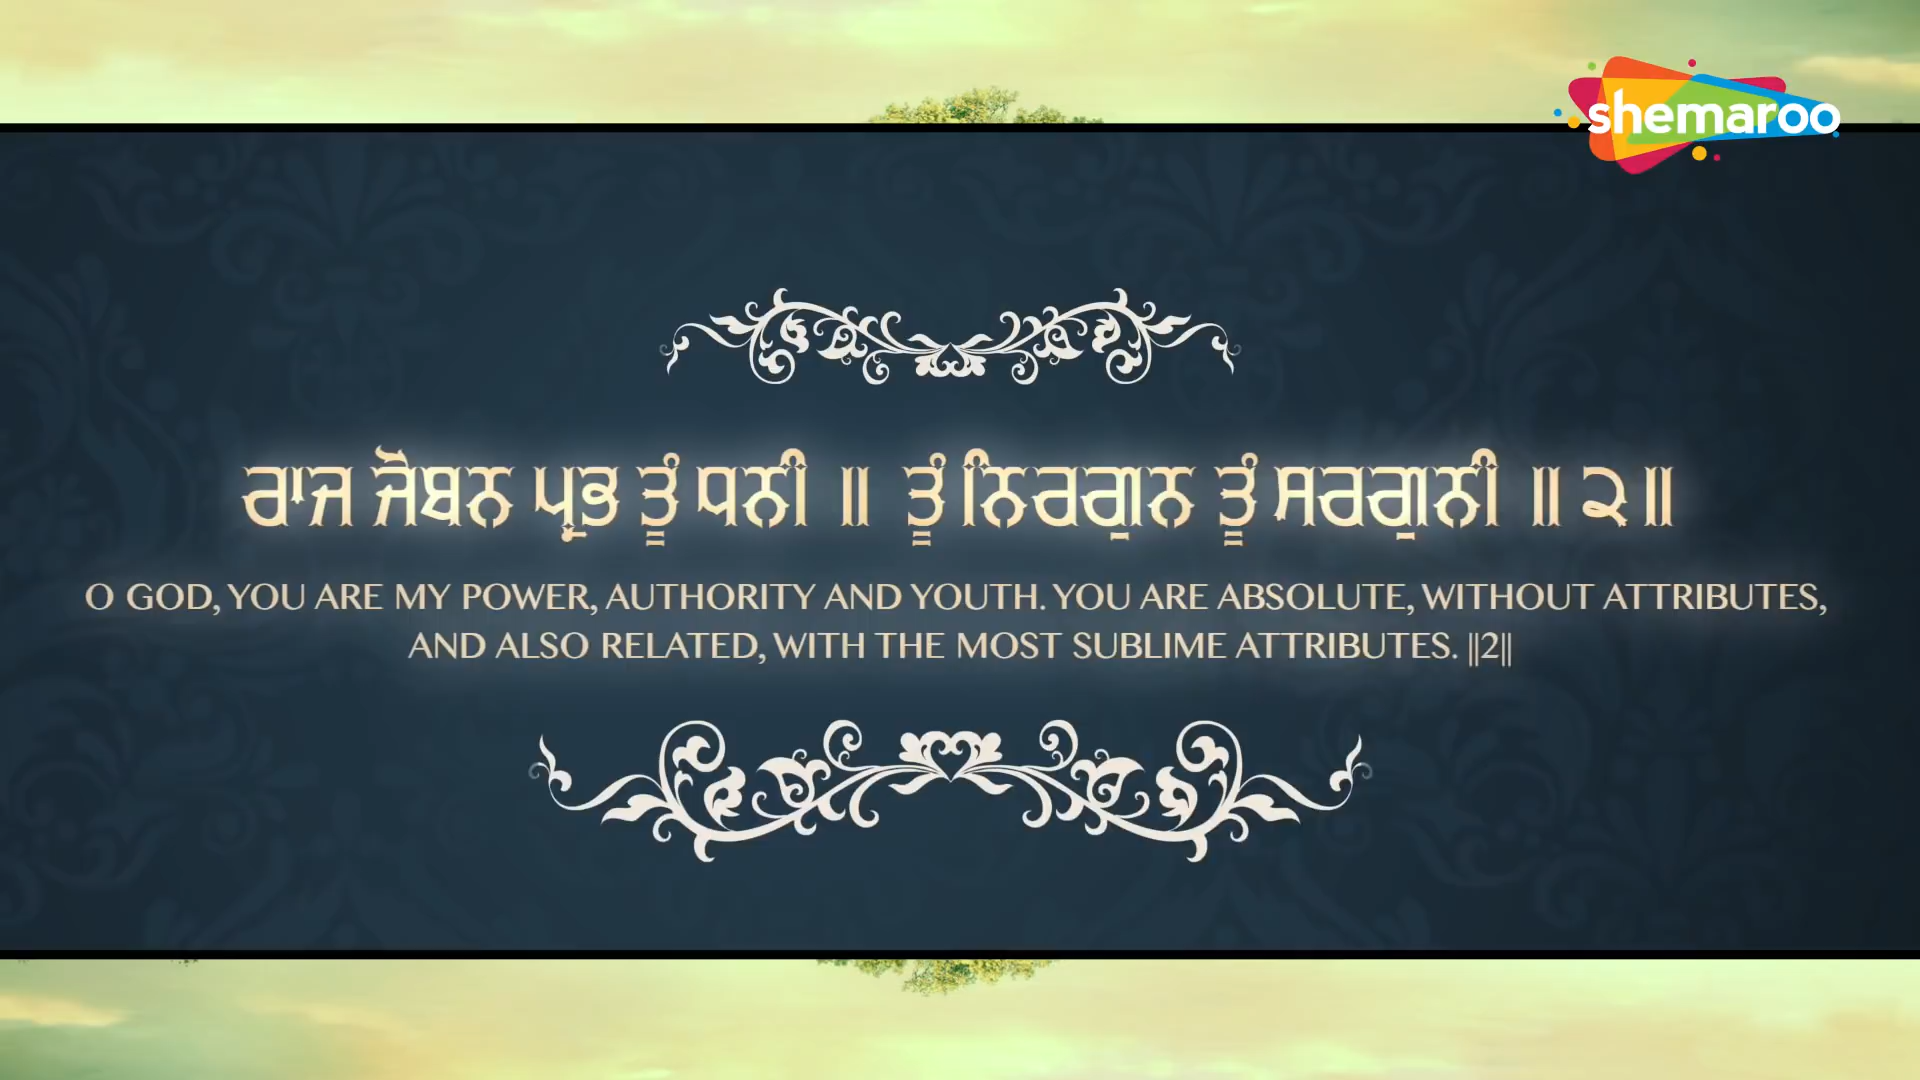 shemaroo
ਰਾਜ ਜੋਬਨ ਪ੍ਰਭ ਤੂੰ ਧਨੀ ॥ ਤੂੰ ਨਿਰਗੁਨ ਤੂੰ ਸਰਗੁਨੀ ॥੨॥
O GOD, YOU ARE MY POWER, AUTHORITY AND YOUTH. YOU ARE ABSOLUTE, WITHOUT ATTRIBUTES,
AND ALSO RELATED, WITH THE MOST SUBLIME ATTRIBUTES. ||2||